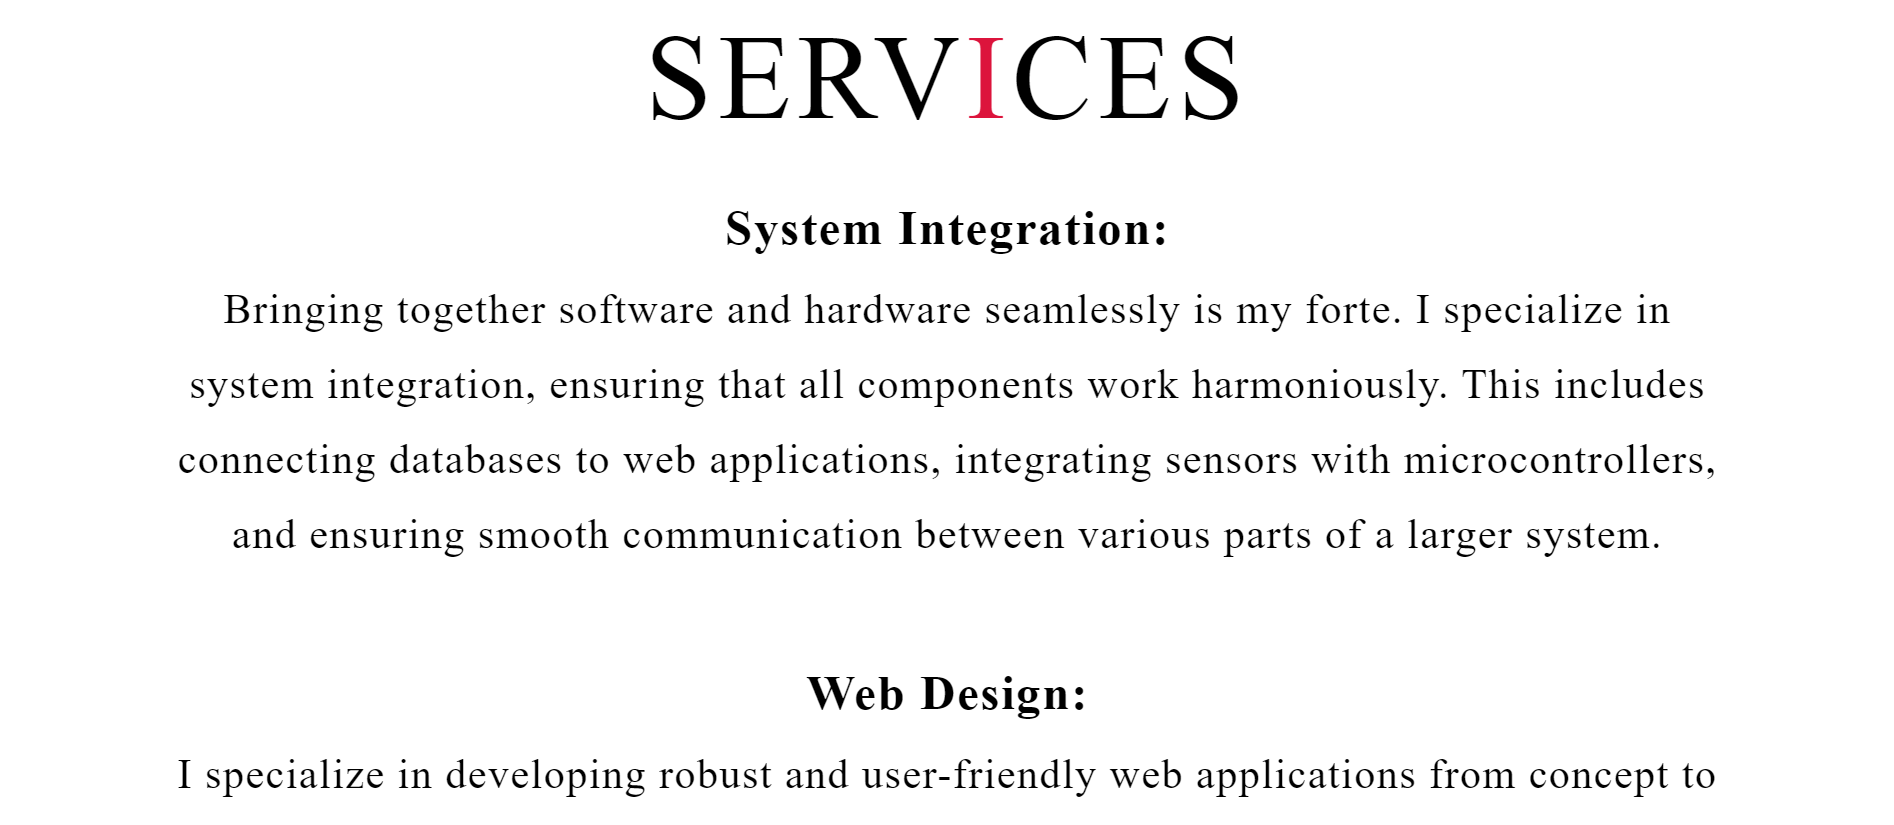 SERVICES
System Integration:
Bringing together software and hardware seamlessly is my forte. I specialize in
system integration, ensuring that all components work harmoniously. This includes
connecting databases to web applications, integrating sensors with microcontrollers,
and ensuring smooth communication between various parts of a larger system.
Web Design:
I specialize in developing robust and user-friendly web applications from concept to